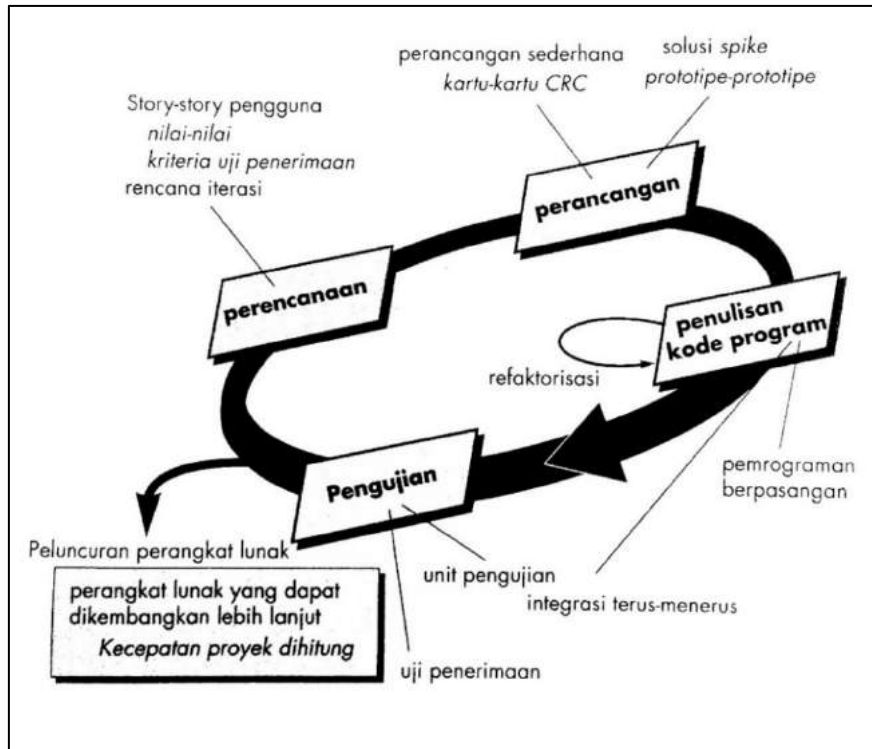 perancangan sederhana
kartu-kartu CRC
solusi spike
prototipe-prototipe
Story-story pengguna
nilai-nilai
kriteria uji penerimaan
rencana iterasi
perancangan
perencanaan
penulisan
kode program
refaktorisasi
pemrograman
berpasangan
Pengujian
Peluncuran perangkat lunak
perangkat lunak yang dapat
dikembangkan lebih lanjut
Kecepatan proyek dihitung
unit pengujian
integrasi terus-menerus
uji penerimaan